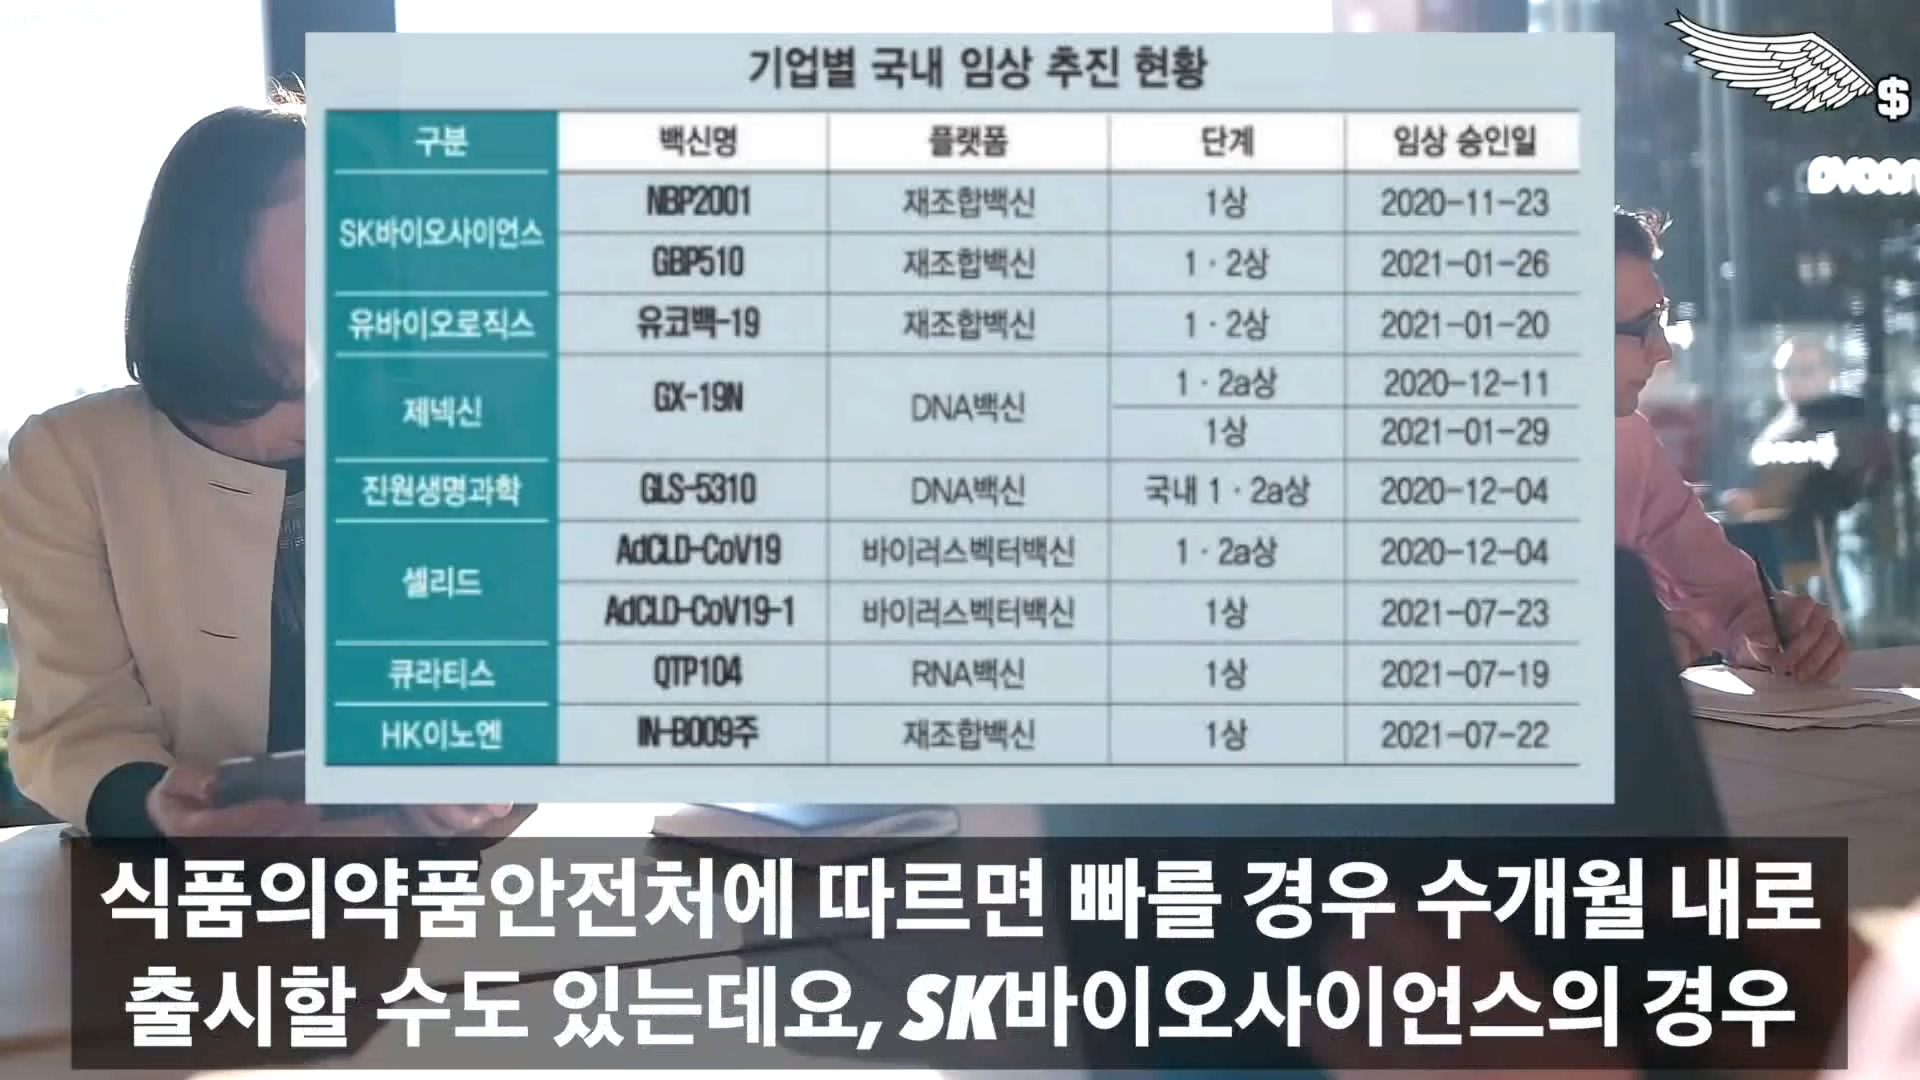 기업별 국내 임상 추진 현황
구분 백신명 플랫폼 단계 임상 승인일
SK바이오사이언스 NBP2001 재조합백신 1상 2020-11-23
GBP510 재조합백신 1·2상 2021-01-26
유바이오로직스 유코백-19 재조합백신 1·2상 2021-01-20
제넥신 GX-19N DNA백신 1·2a상 2020-12-11
1상 2021-01-29
진원생명과학 GLS-5310 DNA백신 국내 1·2a상 2020-12-04
셀리드 AdCLD-CoV19 바이러스벡터백신 1·2a상 2020-12-04
AdCLD-CoV19-1 바이러스벡터백신 1상 2021-07-23
큐라티스 QTP104 RNA백신 1상 2021-07-19
HK이노엔 IN-B009주 재조합백신 1상 2021-07-22
$
식품의약품안전처에 따르면 빠를 경우 수개월 내로
출시할 수도 있는데요, SK바이오사이언스의 경우